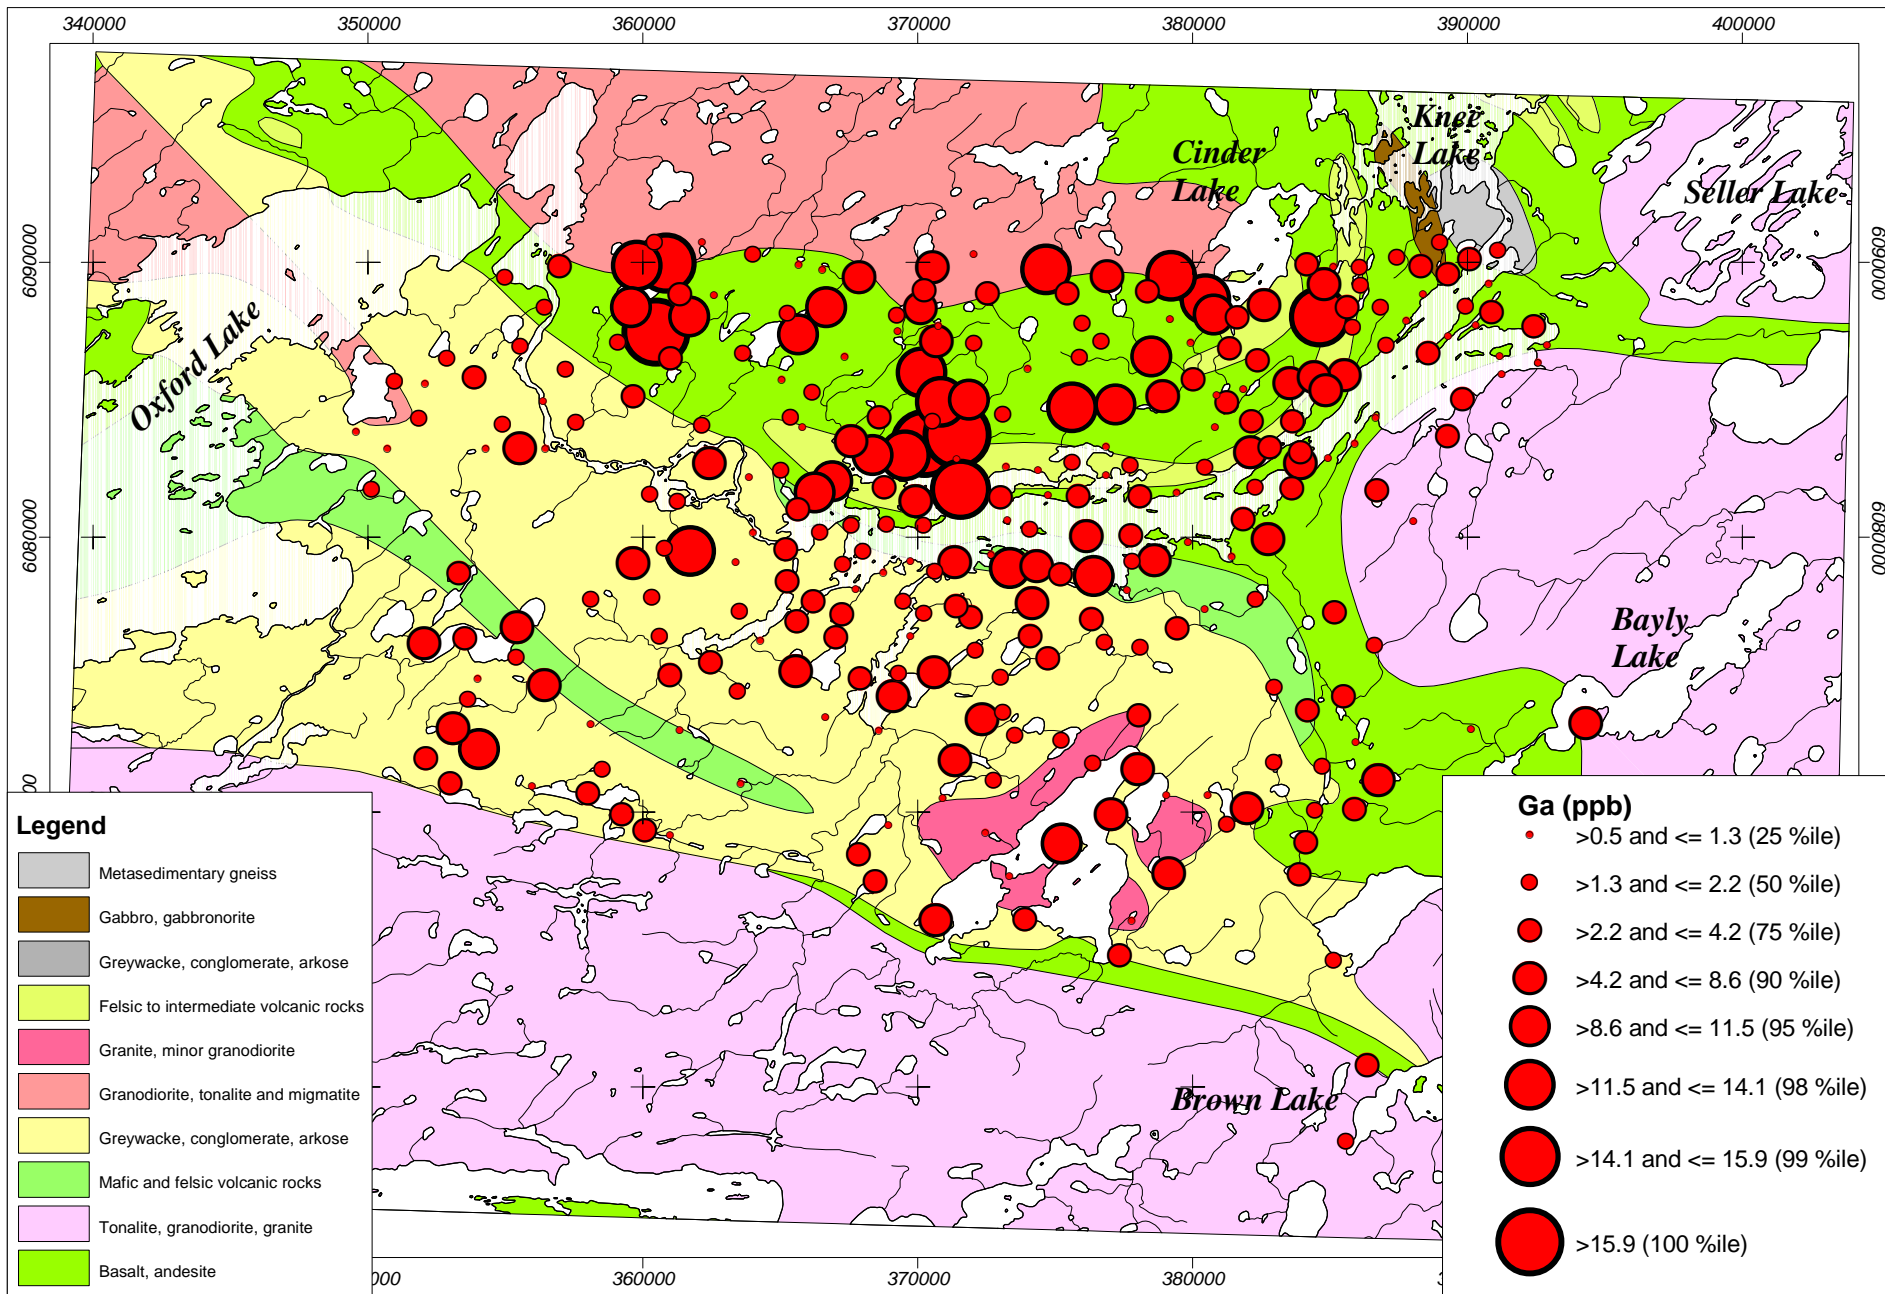 340000 350000 360000 370000 380000 390000 400000
Knee
Lake
Cinder
Lake
Seller Lake
6090000 6090000
Oxford Lake
6080000 6080000
Bayly
Lake
Brown Lake
Legend
Metasedimentary gneiss
Gabbro, gabbronorite
Greywacke, conglomerate, arkose
Felsic to intermediate volcanic rocks
Granite, minor granodiorite
Granodiorite, tonalite and migmatite
Greywacke, conglomerate, arkose
Mafic and felsic volcanic rocks
Tonalite, granodiorite, granite
Basalt, andesite
Ga (ppb)
>0.5 and <= 1.3 (25 %ile)
>1.3 and <= 2.2 (50 %ile)
>2.2 and <= 4.2 (75 %ile)
>4.2 and <= 8.6 (90 %ile)
>8.6 and <= 11.5 (95 %ile)
>11.5 and <= 14.1 (98 %ile)
>14.1 and <= 15.9 (99 %ile)
>15.9 (100 %ile)
360000 370000 380000